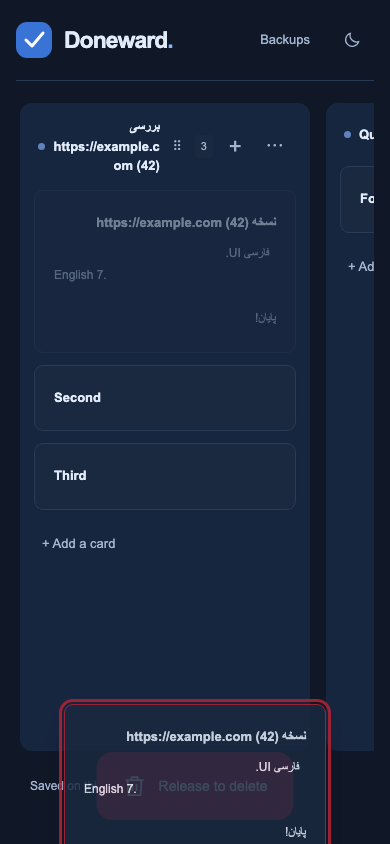 Doneward.
Backups
بررسی
https://example.c
om (42)
3
Qu
نسخه https://example.com (42)
فارسی UI.
English 7.
پایان!
Fo
+ Ad
Second
Third
+ Add a card
نسخه https://example.com (42)
فارسی UI.
Saved
English 7.
Release to delete
پایان!